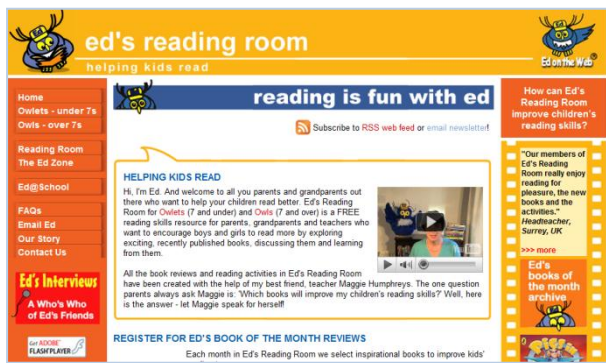 ed's reading room
helping kids read
Ed on the Web
Home
Owlets - under 7s
Owls - over 7s
Reading Room
The Ed Zone
Ed@School
FAQs
Email Ed
Our Story
Contact Us
Ed's Interviews
A Who's Who
of Ed's Friends
Get ADOBE
FLASH PLAYER
reading is fun with ed
Subscribe to RSS web feed or email newsletter!
HELPING KIDS READ
Hi, I'm Ed. And welcome to all you parents and grandparents out
there who want to help your children read better. Ed's Reading
Room for Owlets (7 and under) and Owls (7 and over) is a FREE
reading skills resource for parents, grandparents and teachers who
want to encourage boys and girls to read more by exploring
exciting, recently published books, discussing them and learning
from them.
All the book reviews and reading activities in Ed's Reading Room
have been created with the help of my best friend, teacher Maggie Humphreys. The one question
parents always ask Maggie is: 'Which books will improve my children's reading skills?' Well, here
is the answer - let Maggie speak for herself!
REGISTER FOR ED'S BOOK OF THE MONTH REVIEWS
Each month in Ed's Reading Room we select inspirational books to improve kids'
How can Ed's
Reading Room
improve children's
reading skills?
"Our members of
Ed's Reading
Room really enjoy
reading for
pleasure, the new
books and the
activities."
Headteacher,
Surrey, UK
>>> more
Ed's
books of
the month
archive